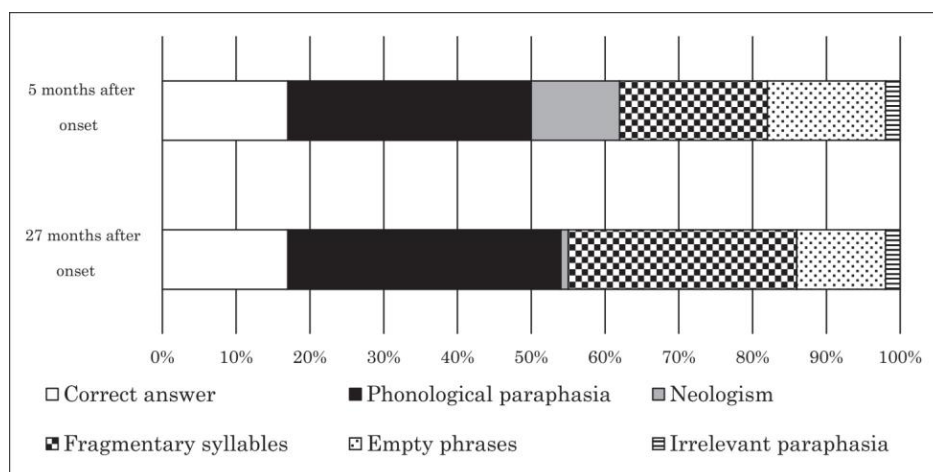 5 months after
onset
27 months after
onset
0% 10% 20% 30% 40% 50% 60% 70% 80% 90% 100%
Correct answer Phonological paraphasia Neologism
Fragmentary syllables Empty phrases Irrelevant paraphasia